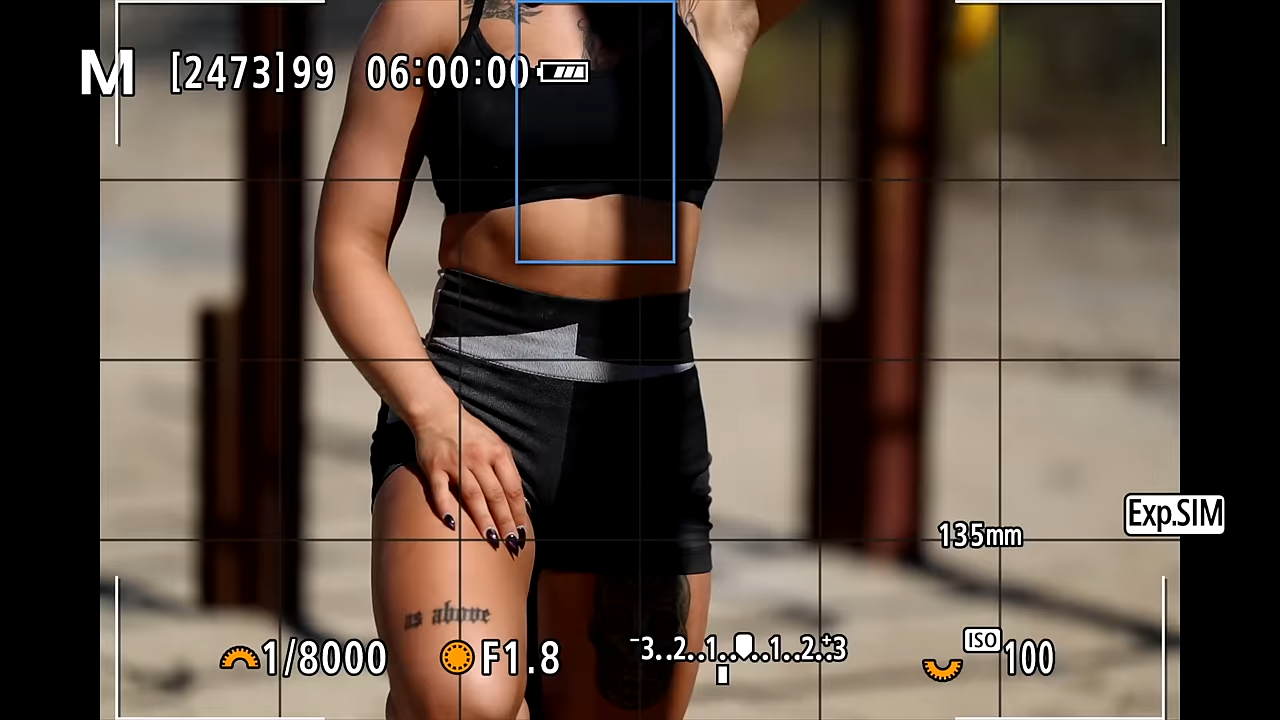 M [2473]99 06:00:00
Exp.SIM
135mm
as above
1/8000 F1.8 -3..2..1.. ..1..2..+3 ISO 100